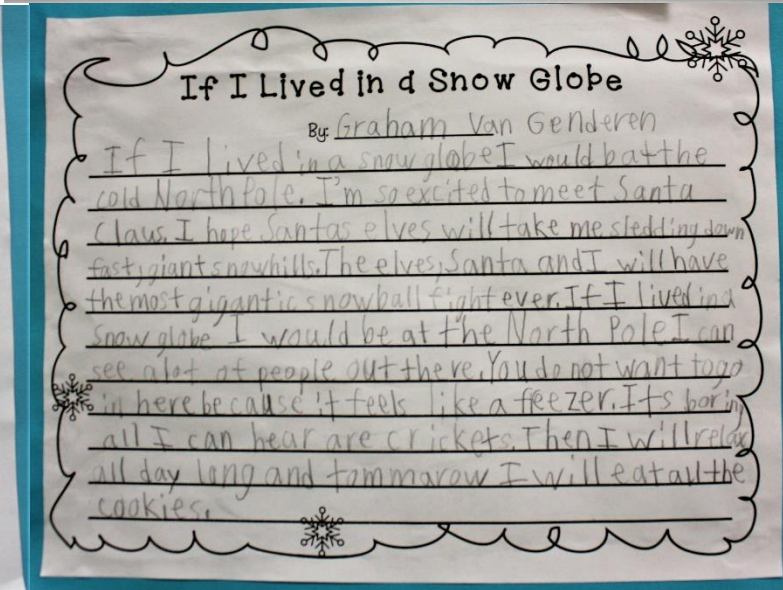 If I Lived in a Snow Globe
By: Graham Van Genderen
If I lived in a snow globe I would b at the
cold North Pole. I'm so excited to meet Santa
Claus. I hope Santas elves will take me sledding down
fast, giant snowhills. The elves, Santa and I will have
the most gigantic snowball fight ever. If I lived in a
snow globe I would be at the North Pole I can
see alot of people out there. You do not want to go
in here because it feels like a feezer. Its boring
all I can hear are crickets. Then I will relax
all day long and tommarow I will eat all the
cookies.